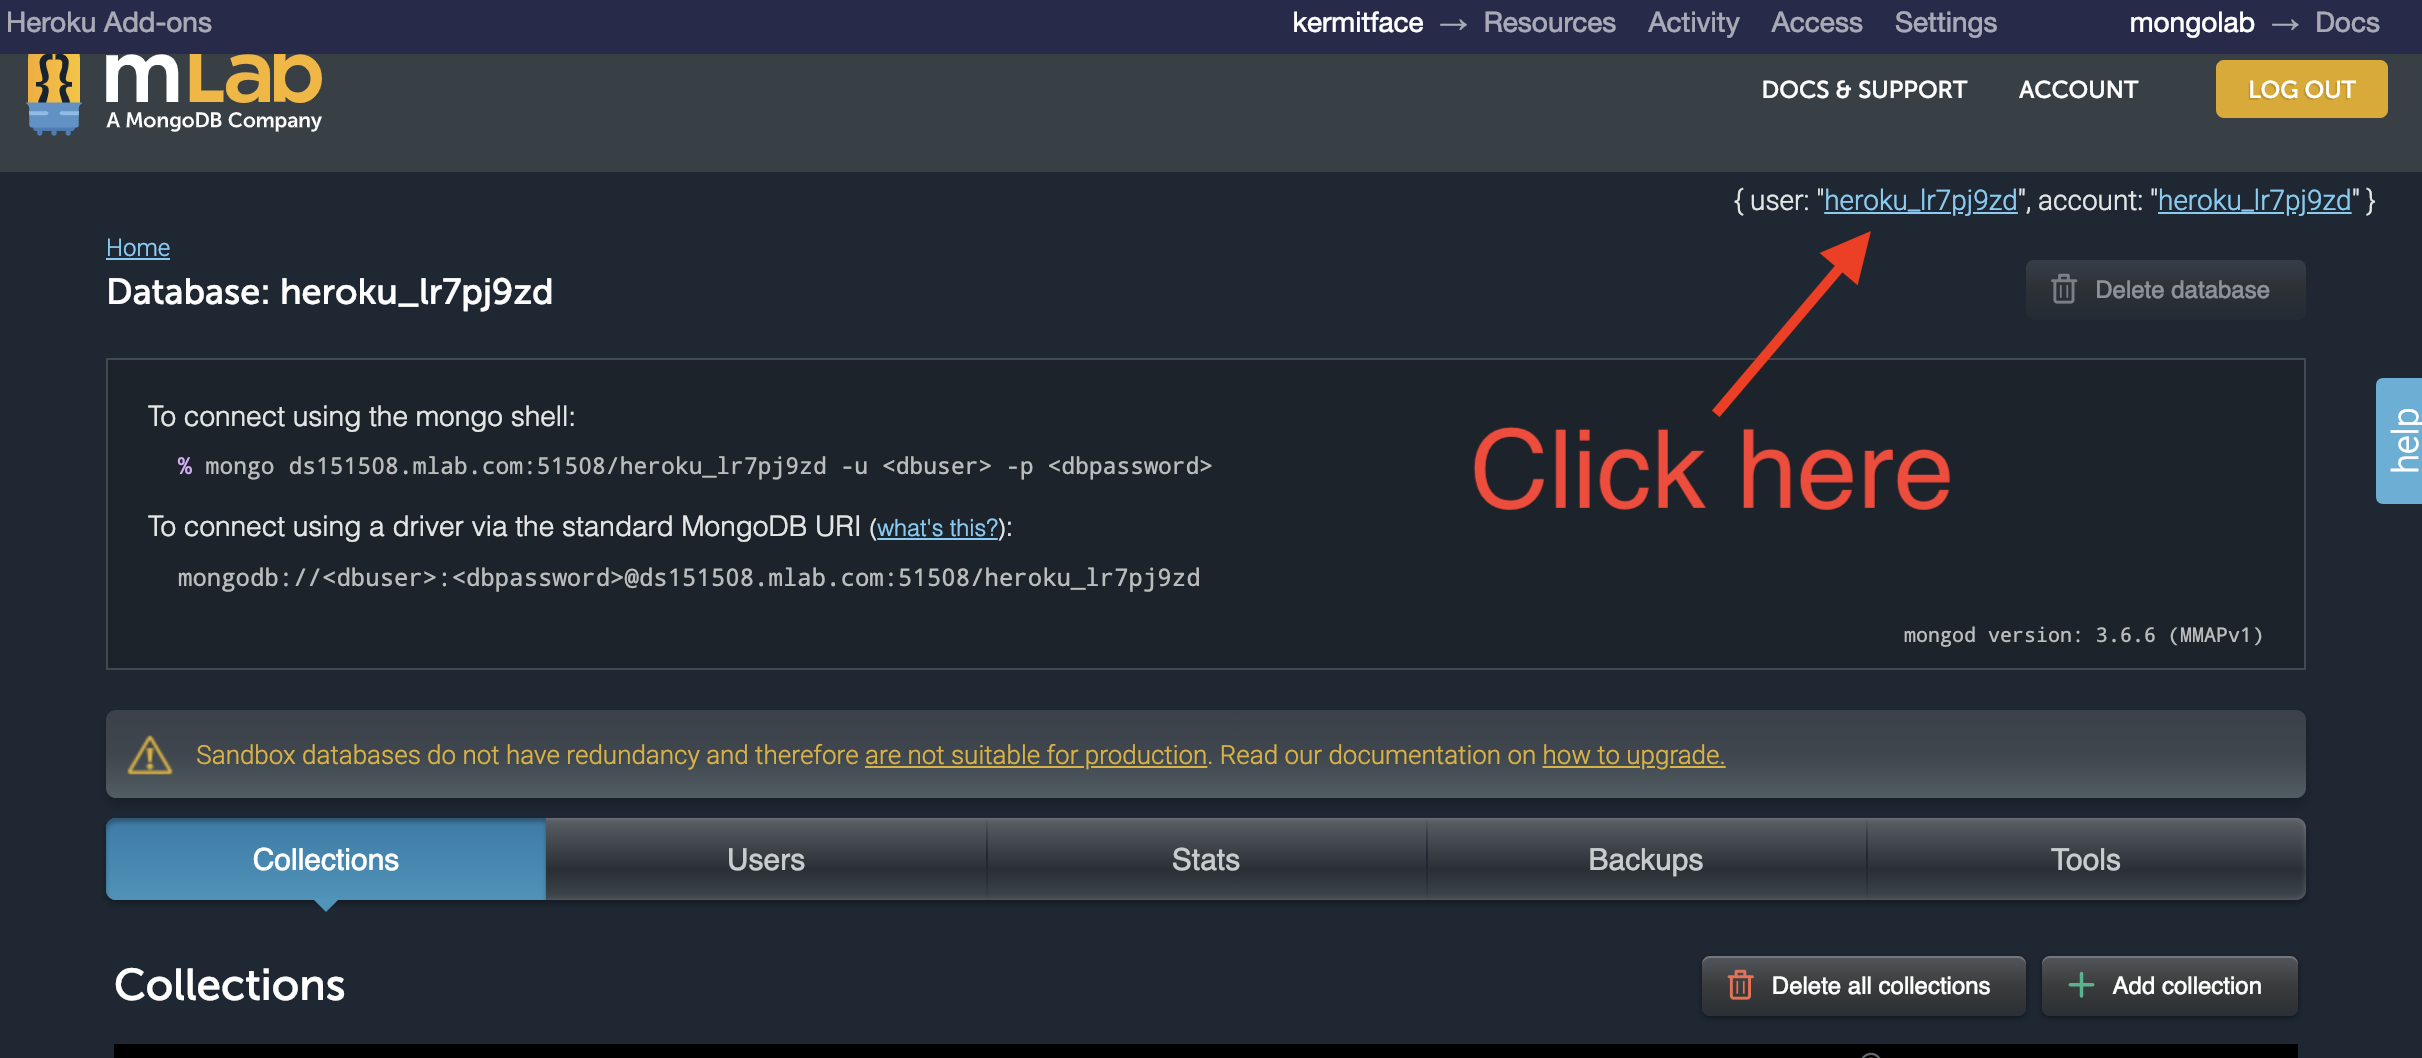 Heroku Add-ons
kermitface → Resources Activity Access Settings mongolab → Docs
mLab
A MongoDB Company
DOCS & SUPPORT ACCOUNT LOG OUT
{ user: "heroku_lr7pj9zd", account: "heroku_lr7pj9zd" }
Home
Database: heroku_lr7pj9zd
Delete database
To connect using the mongo shell:
% mongo ds151508.mlab.com:51508/heroku_lr7pj9zd -u <dbuser> -p <dbpassword>
Click here
help
To connect using a driver via the standard MongoDB URI (what's this?):
mongodb://<dbuser>:<dbpassword>@ds151508.mlab.com:51508/heroku_lr7pj9zd
mongod version: 3.6.6 (MMAPv1)
Sandbox databases do not have redundancy and therefore are not suitable for production. Read our documentation on how to upgrade.
Collections Users Stats Backups Tools
Collections
Delete all collections + Add collection